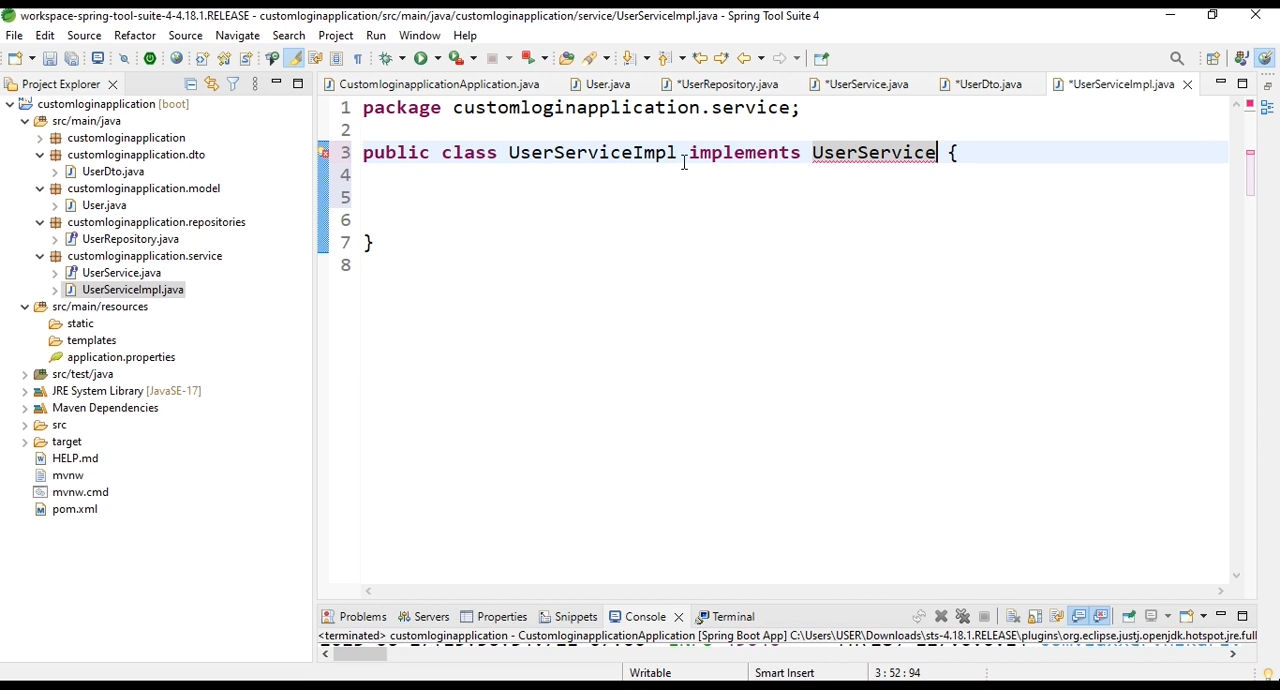 workspace-spring-tool-suite-4-4.18.1.RELEASE - customloginapplication/src/main/java/customloginapplication/service/UserServiceImpl.java - Spring Tool Suite 4
File Edit Source Refactor Source Navigate Search Project Run Window Help
Project Explorer
CustomloginapplicationApplication.java User.java *UserRepository.java *UserService.java *UserDto.java *UserServiceImpl.java
customloginapplication [boot]
src/main/java
customloginapplication
customloginapplication.dto
UserDto.java
customloginapplication.model
User.java
customloginapplication.repositories
UserRepository.java
customloginapplication.service
UserService.java
UserServiceImpl.java
src/main/resources
static
templates
application.properties
src/test/java
JRE System Library [JavaSE-17]
Maven Dependencies
src
target
HELP.md
mvnw
mvnw.cmd
pom.xml
1 package customloginapplication.service;
2
3 public class UserServiceImpl implements UserService {
4
5
6
7 }
8
Problems Servers Properties Snippets Console Terminal
<terminated> customloginapplication - CustomloginapplicationApplication [Spring Boot App] C:\Users\USER\Downloads\sts-4.18.1.RELEASE\plugins\org.eclipse.justj.openjdk.hotspot.jre.full
Writable Smart Insert 3 : 52 : 94